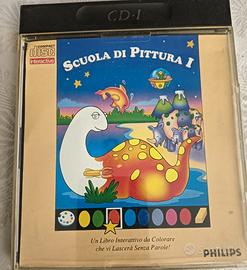 CD-I
COMPACT
disc
Interactive
SCUOLA DI PITTURA I
Un Libro Interattivo da Colorare
che vi Lascerà Senza Parole!
PHILIPS